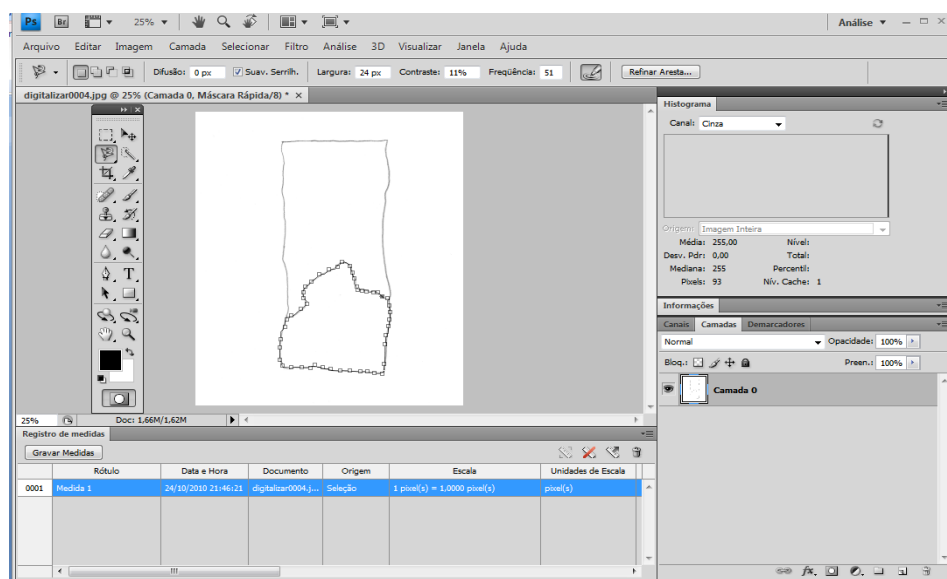 Ps Br 25% Análise
Arquivo Editar Imagem Camada Selecionar Filtro Análise 3D Visualizar Janela Ajuda
Difusão: 0 px Suav. Serrilh. Largura: 24 px Contraste: 11% Freqüência: 51 Refinar Aresta...
digitalizar0004.jpg @ 25% (Camada 0, Máscara Rápida/8) * ×
T
25% Doc: 1,66M/1,62M
Registro de medidas
Gravar Medidas
Rótulo Data e Hora Documento Origem Escala Unidades de Escala
0001 Medida 1 24/10/2010 21:46:21 digitalizar0004.j... Seleção 1 pixel(s) = 1,0000 pixel(s) pixel(s)
Histograma
Canal: Cinza
Origem: Imagem Inteira
Média: 255,00 Nível:
Desv. Pdr: 0,00 Total:
Mediana: 255 Percentil:
Pixels: 93 Nív. Cache: 1
Informações
Canais Camadas Demarcadores
Normal Opacidade: 100%
Bloq.: Preen.: 100%
Camada 0
fx.